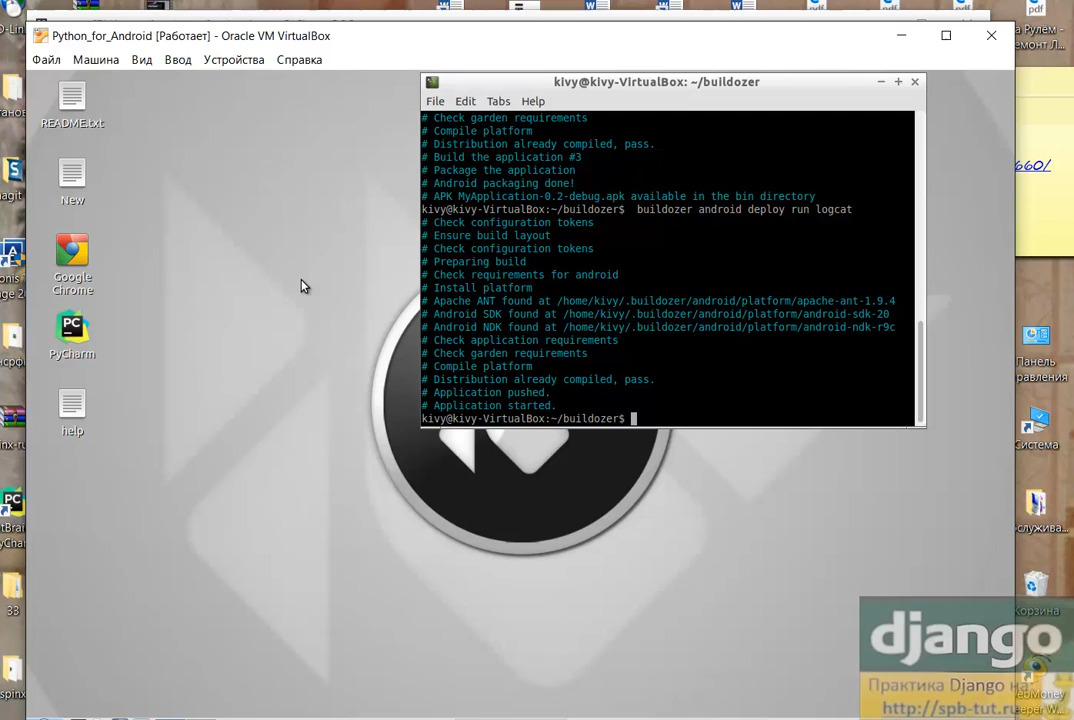 Python_for_Android [Работает] - Oracle VM VirtualBox
Файл Машина Вид Ввод Устройства Справка
kivy@kivy-VirtualBox: ~/buildozer
File Edit Tabs Help
# Check garden requirements
# Compile platform
# Distribution already compiled, pass.
# Build the application #3
# Package the application
# Android packaging done!
# APK MyApplication-0.2-debug.apk available in the bin directory
kivy@kivy-VirtualBox:~/buildozer$ buildozer android deploy run logcat
# Check configuration tokens
# Ensure build layout
# Check configuration tokens
# Preparing build
# Check requirements for android
# Install platform
# Apache ANT found at /home/kivy/.buildozer/android/platform/apache-ant-1.9.4
# Android SDK found at /home/kivy/.buildozer/android/platform/android-sdk-20
# Android NDK found at /home/kivy/.buildozer/android/platform/android-ndk-r9c
# Check application requirements
# Check garden requirements
# Compile platform
# Distribution already compiled, pass.
# Application pushed.
# Application started.
kivy@kivy-VirtualBox:~/buildozer$
README.txt
New
Google
Chrome
PyCharm
help
pdf
pdf
pdf
660/
Панель
Система
Корзина
33
django
Практика Django на:
http://spb-tut.ru